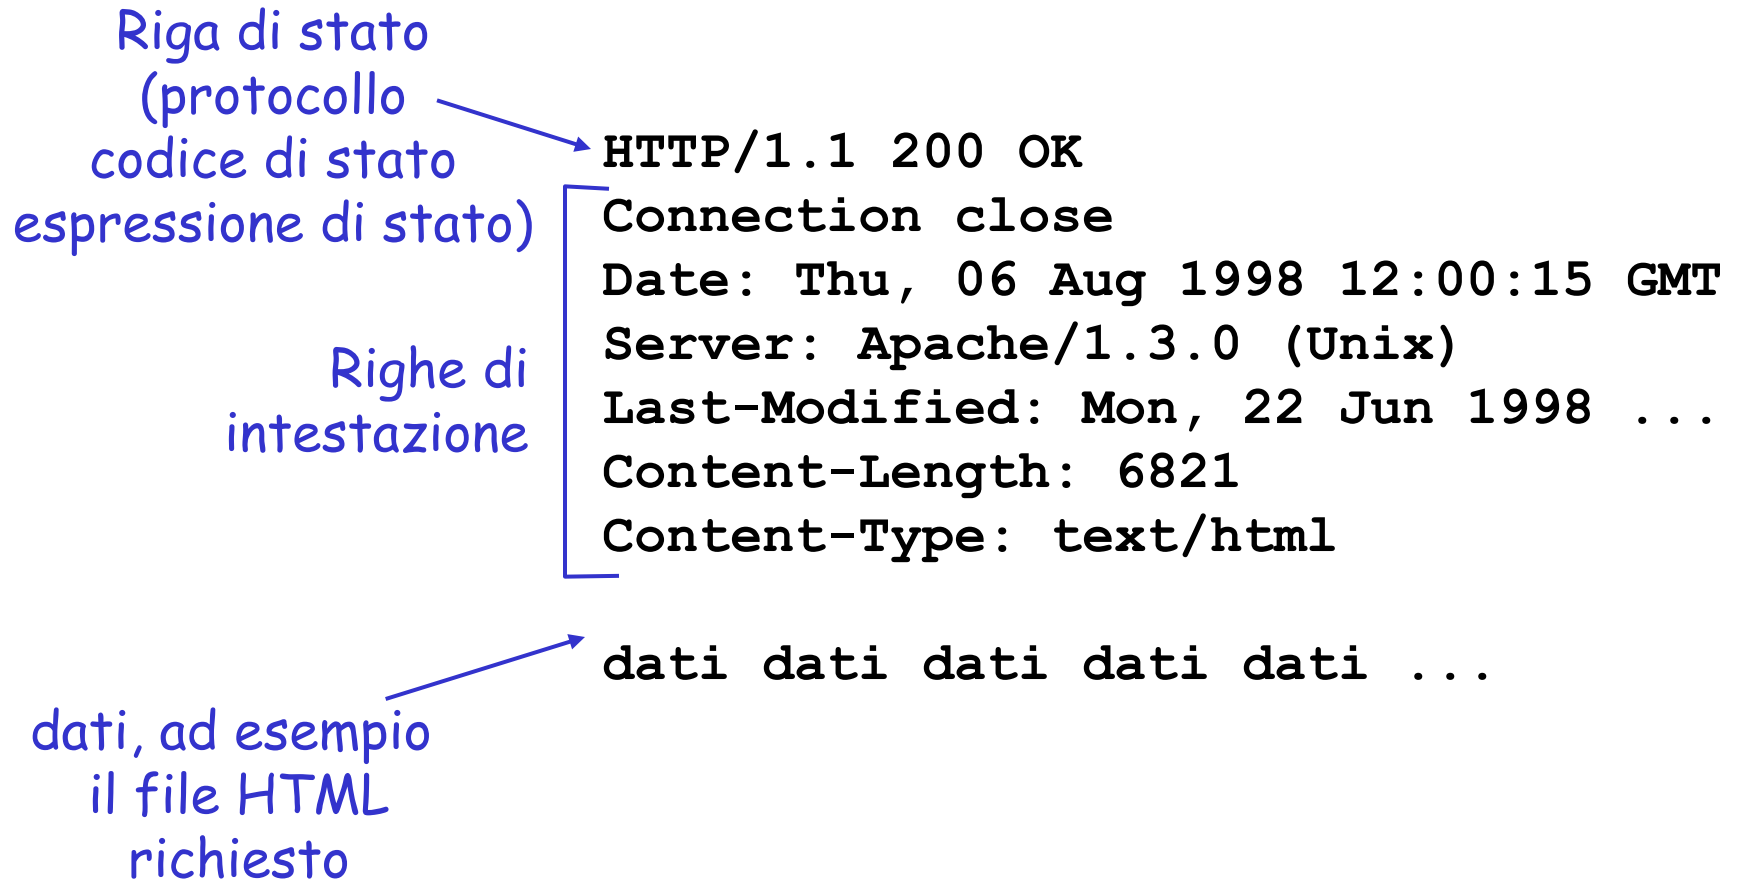 Riga di stato
(protocollo
codice di stato
espressione di stato)
HTTP/1.1 200 OK
Connection close
Date: Thu, 06 Aug 1998 12:00:15 GMT
Server: Apache/1.3.0 (Unix)
Last-Modified: Mon, 22 Jun 1998 ...
Content-Length: 6821
Content-Type: text/html
Righe di
intestazione
dati dati dati dati dati ...
dati, ad esempio
il file HTML
richiesto